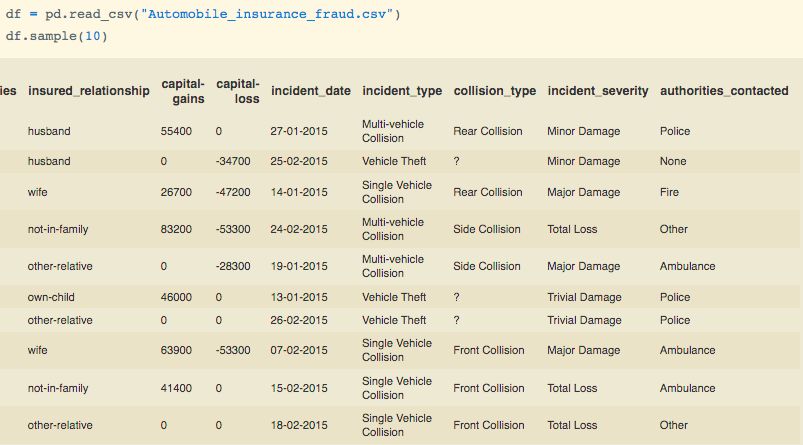 df = pd.read_csv("Automobile_insurance_fraud.csv")
df.sample(10)
ies insured_relationship capital-gains capital-loss incident_date incident_type collision_type incident_severity authorities_contacted
husband 55400 0 27-01-2015 Multi-vehicle Collision Rear Collision Minor Damage Police
husband 0 -34700 25-02-2015 Vehicle Theft ? Minor Damage None
wife 26700 -47200 14-01-2015 Single Vehicle Collision Rear Collision Major Damage Fire
not-in-family 83200 -53300 24-02-2015 Multi-vehicle Collision Side Collision Total Loss Other
other-relative 0 -28300 19-01-2015 Multi-vehicle Collision Side Collision Major Damage Ambulance
own-child 46000 0 13-01-2015 Vehicle Theft ? Trivial Damage Police
other-relative 0 0 26-02-2015 Vehicle Theft ? Trivial Damage Police
wife 63900 -53300 07-02-2015 Single Vehicle Collision Front Collision Major Damage Ambulance
not-in-family 41400 0 15-02-2015 Single Vehicle Collision Front Collision Total Loss Ambulance
other-relative 0 0 18-02-2015 Single Vehicle Collision Front Collision Total Loss Other